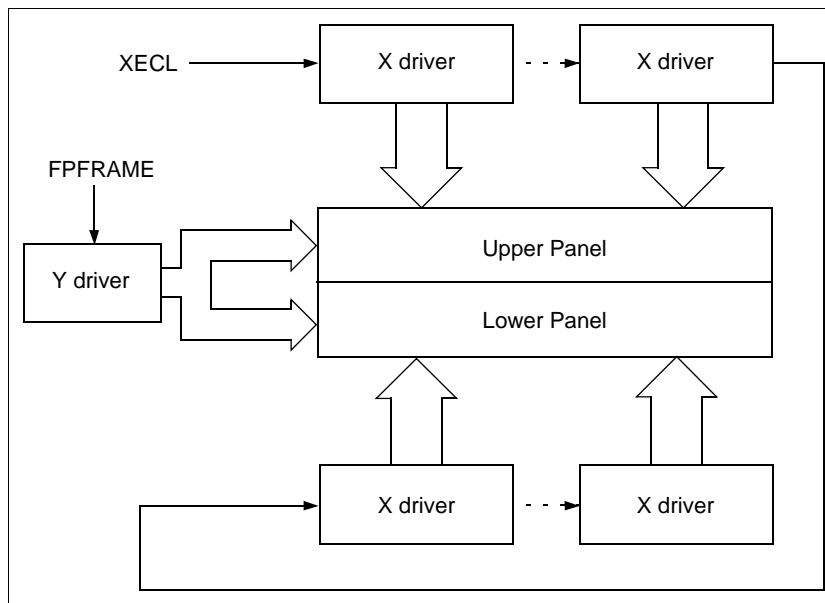 XECL
X driver
X driver
FPFRAME
Y driver
Upper Panel
Lower Panel
X driver
X driver